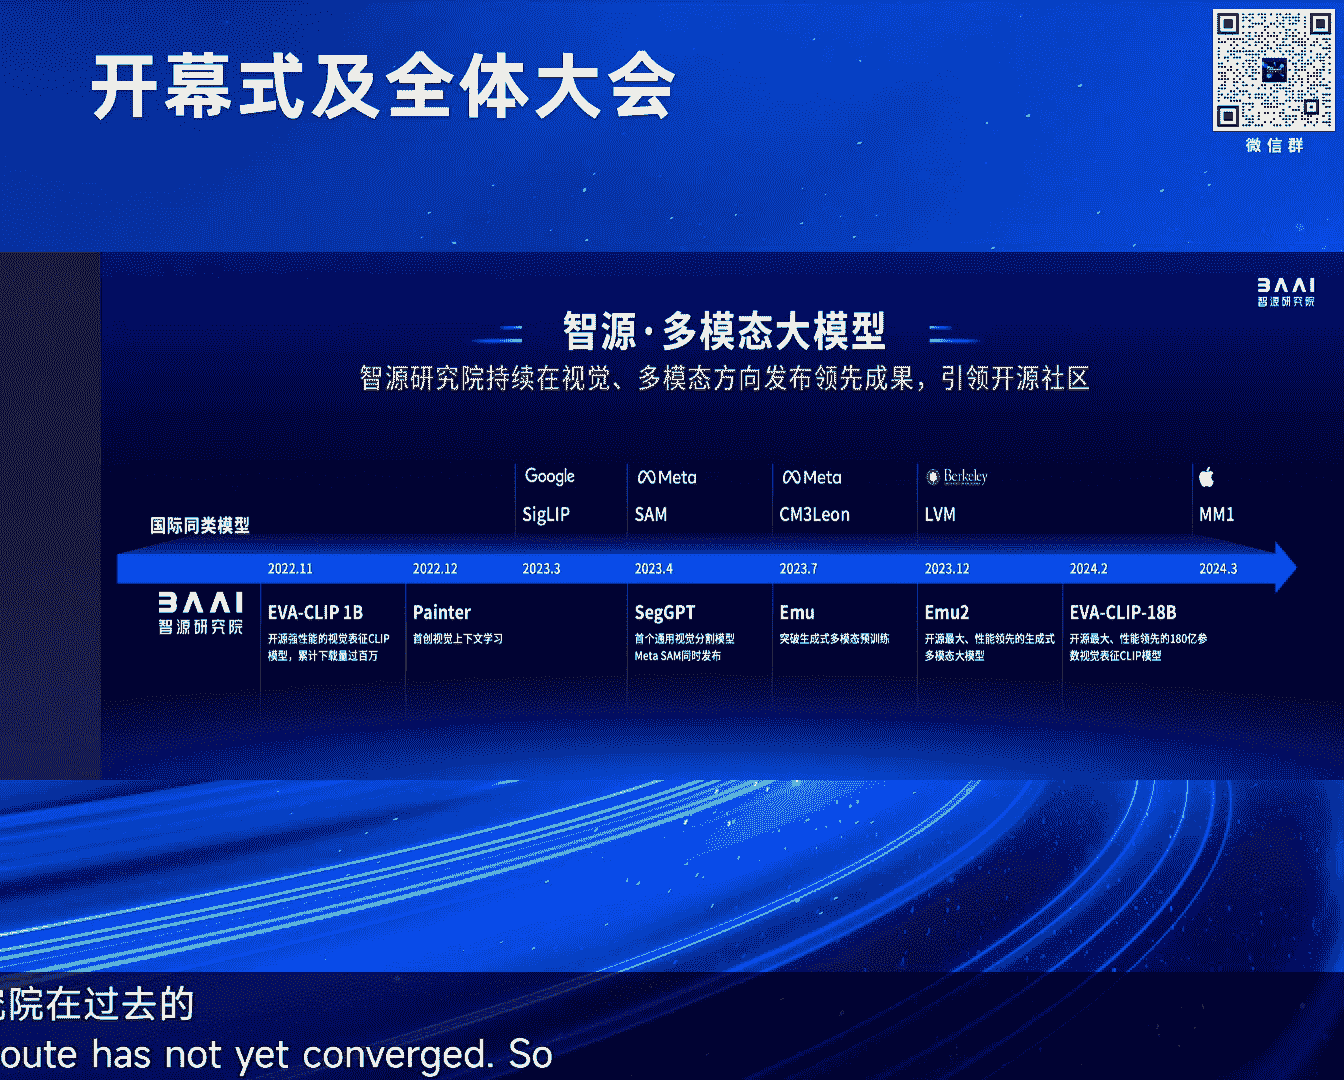 开幕式及全体大会
微信群
BAAI
智源研究院
智源·多模态大模型
智源研究院持续在视觉、多模态方向发布领先成果，引领开源社区
Google
Meta
Meta
Berkeley
SigLIP
SAM
CM3Leon
LVM
MM1
国际同类模型
2022.11
2022.12
2023.3
2023.4
2023.7
2023.12
2024.2
2024.3
BAAI
智源研究院
EVA-CLIP 1B
开源强性能的视觉表征CLIP
模型，累计下载量过百万
Painter
首创视觉上下文学习
SegGPT
首个通用视觉分割模型
Meta SAM同时发布
Emu
突破生成式多模态预训练
Emu2
开源最大、性能领先的生成式
多模态大模型
EVA-CLIP-18B
开源最大、性能领先的180亿参
数视觉表征CLIP模型
院在过去的
oute has not yet converged. So